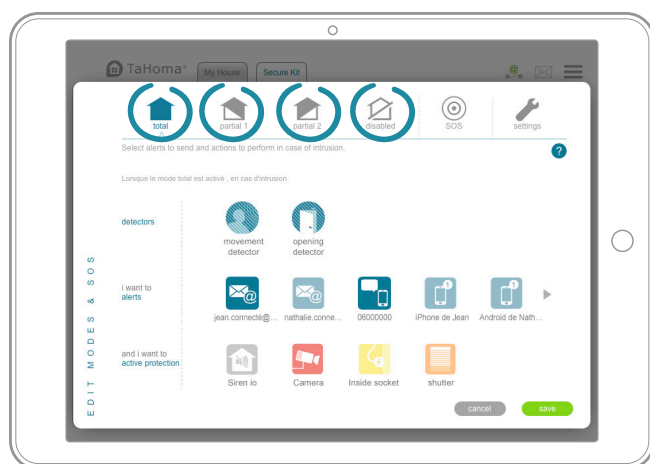 TaHoma®
My House
Secure Kit
@
total
partial 1
partial 2
disabled
SOS
settings
Select alerts to send and actions to perform in case of intrusion.
?
Lorsque le mode total est activé , en cas d'intrusion
EDIT MODES & SOS
detectors
movement
detector
opening
detector
i want to
alerts
@
@
1
1
jean.connecté@...
nathalie.conne...
06000000
iPhone de Jean
Android de Nath...
and i want to
active protection
Siren io
Camera
Inside socket
shutter
cancel
save